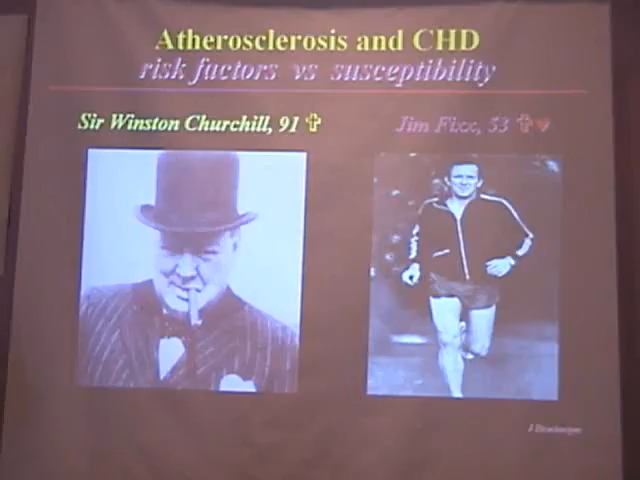 Atherosclerosis and CHD
risk factors vs susceptibility
Sir Winston Churchill, 91 ✝
Jim Fixx, 53 ✝♥
J